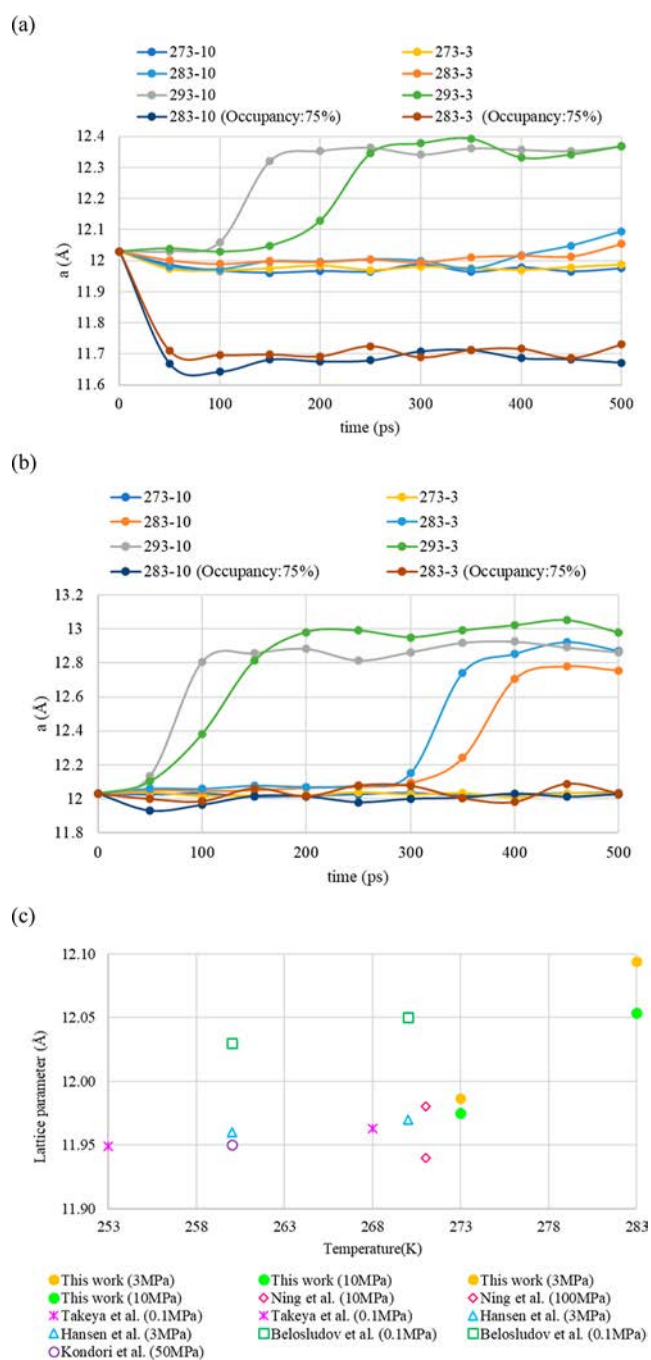 (a)
273-10 273-3
283-10 283-3
293-10 293-3
283-10 (Occupancy:75%) 283-3 (Occupancy:75%)
12.4
12.3
12.2
12.1
12
11.9
11.8
11.7
11.6
a (Å)
0 100 200 300 400 500
time (ps)
(b)
273-10 273-3
283-10 283-3
293-10 293-3
283-10 (Occupancy:75%) 283-3 (Occupancy:75%)
13.2
13
12.8
12.6
12.4
12.2
12
11.8
a (Å)
0 100 200 300 400 500
time (ps)
(c)
12.10
12.05
12.00
11.95
11.90
Lattice parameter (Å)
253 258 263 268 273 278 283
Temperature(K)
This work (3MPa) This work (10MPa) This work (3MPa)
This work (10MPa) Ning et al. (10MPa) Ning et al. (100MPa)
Takeya et al. (0.1MPa) Takeya et al. (0.1MPa) Hansen et al. (3MPa)
Hansen et al. (3MPa) Belosludov et al. (0.1MPa) Belosludov et al. (0.1MPa)
Kondori et al. (50MPa)